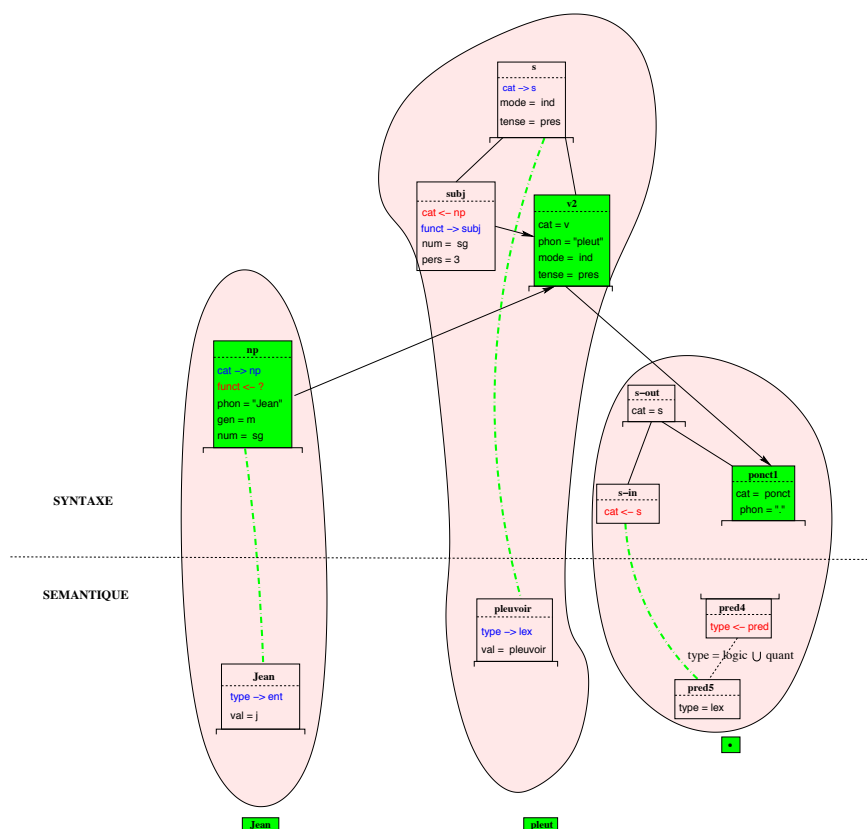 s
cat -> s
mode = ind
tense = pres
subj
cat <- np
funct -> subj
num = sg
pers = 3
v2
cat = v
phon = "pleut"
mode = ind
tense = pres
np
cat -> np
funct <- ?
phon = "Jean"
gen = m
num = sg
s-out
cat = s
s-in
cat <- s
ponct1
cat = ponct
phon = "."
SYNTAXE
SEMANTIQUE
Jean
type -> ent
val = j
pleuvoir
type -> lex
val = pleuvoir
pred4
type <- pred
type = logic ∪ quant
pred5
type = lex
Jean
pleut
•